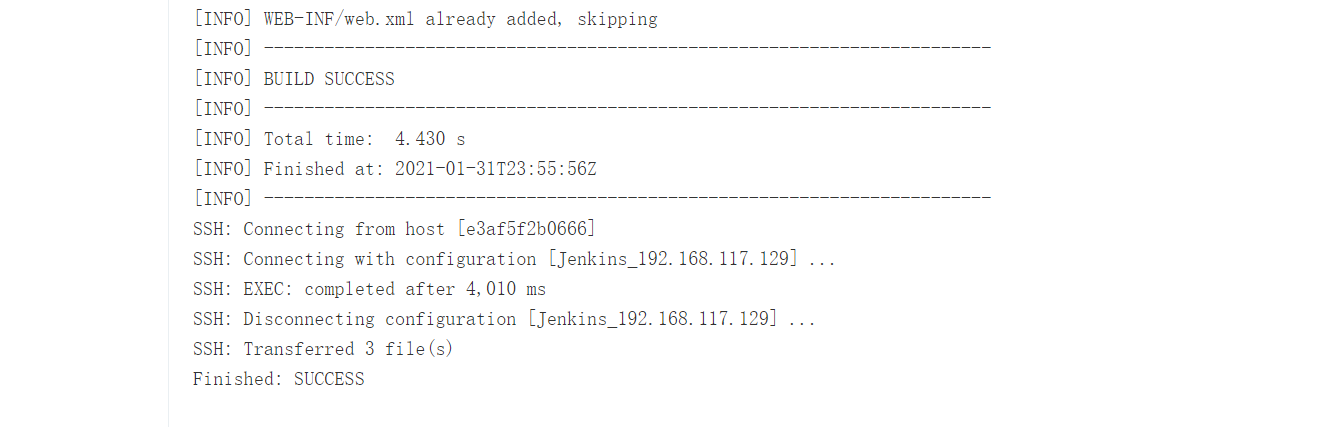 [INFO] WEB-INF/web.xml already added, skipping
[INFO] ------------------------------------------------------------------------
[INFO] BUILD SUCCESS
[INFO] ------------------------------------------------------------------------
[INFO] Total time:  4.430 s
[INFO] Finished at: 2021-01-31T23:55:56Z
[INFO] ------------------------------------------------------------------------
SSH: Connecting from host [e3af5f2b0666]
SSH: Connecting with configuration [Jenkins_192.168.117.129] ...
SSH: EXEC: completed after 4,010 ms
SSH: Disconnecting configuration [Jenkins_192.168.117.129] ...
SSH: Transferred 3 file(s)
Finished: SUCCESS